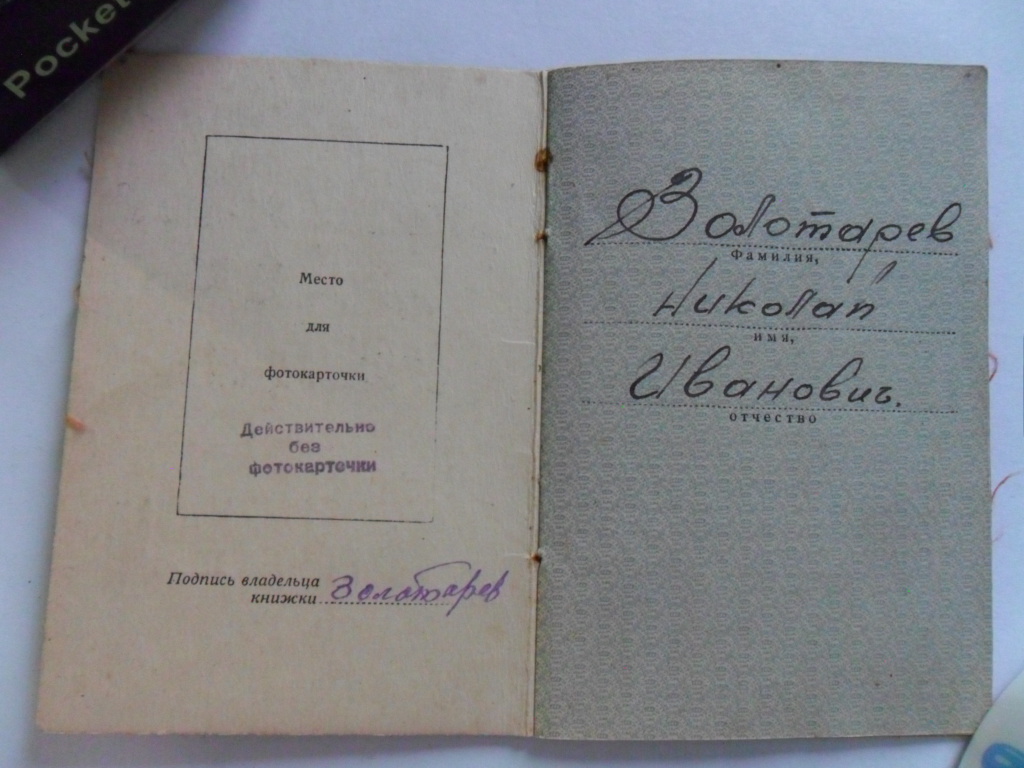 Pocket
Место
для
фотокарточки
Действительно
без
фотокарточки
Подпись владельца
книжки Золотарев
Золотарев
фамилия,
Николай
имя,
Иванович.
отчество